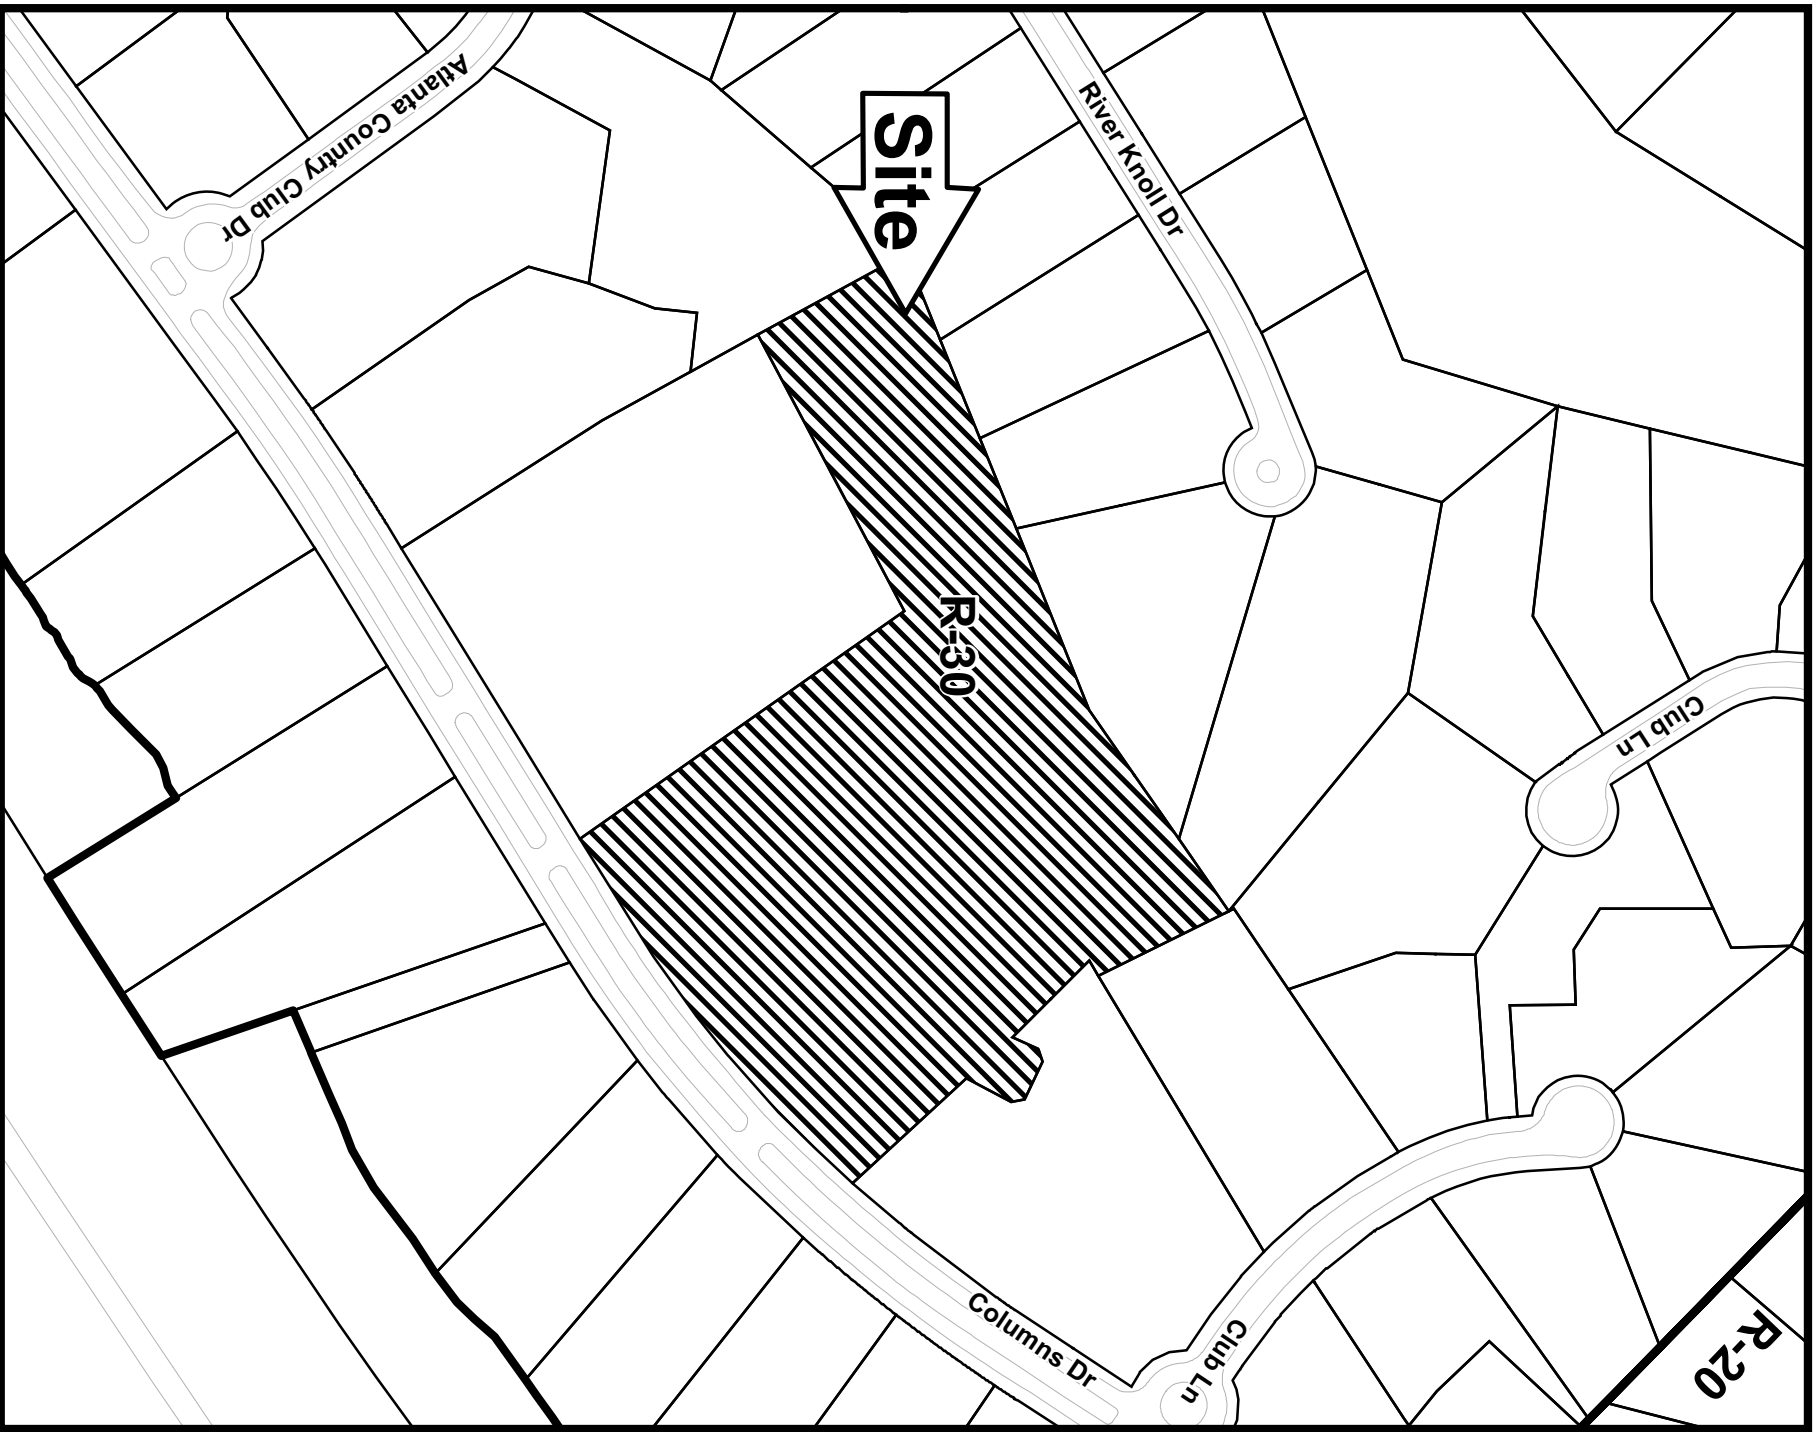 Atlanta Country Club Dr
River Knoll Dr
Site
R-30
Club Ln
Columns Dr
Club Ln
R-20